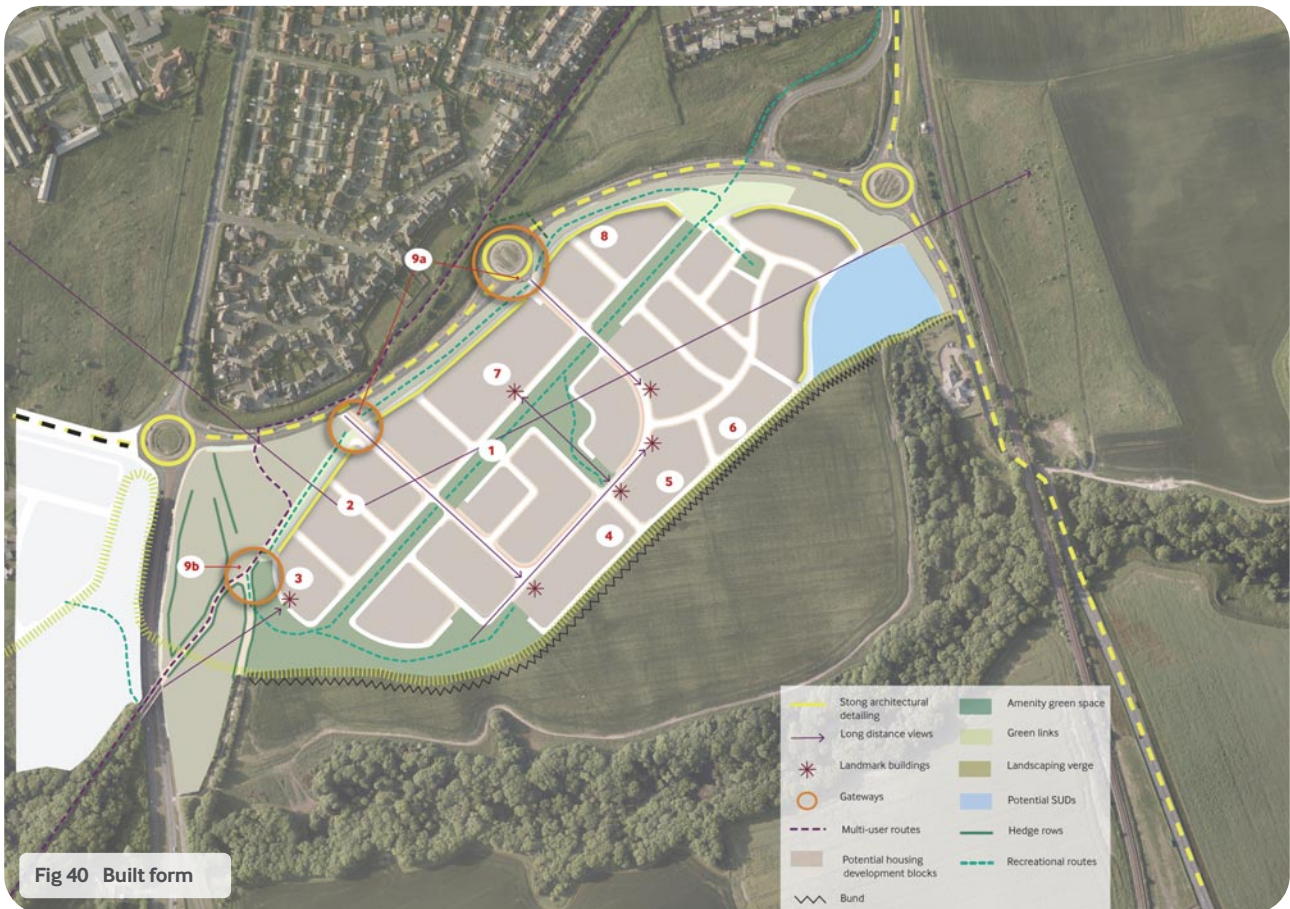 8
9a
7
1
6
2
5
4
9b
3
Stong architectural
detailing
Long distance views
Landmark buildings
Gateways
Multi-user routes
Potential housing
development blocks
Bund
Amenity green space
Green links
Landscaping verge
Potential SUDs
Hedge rows
Recreational routes
Fig 40 Built form